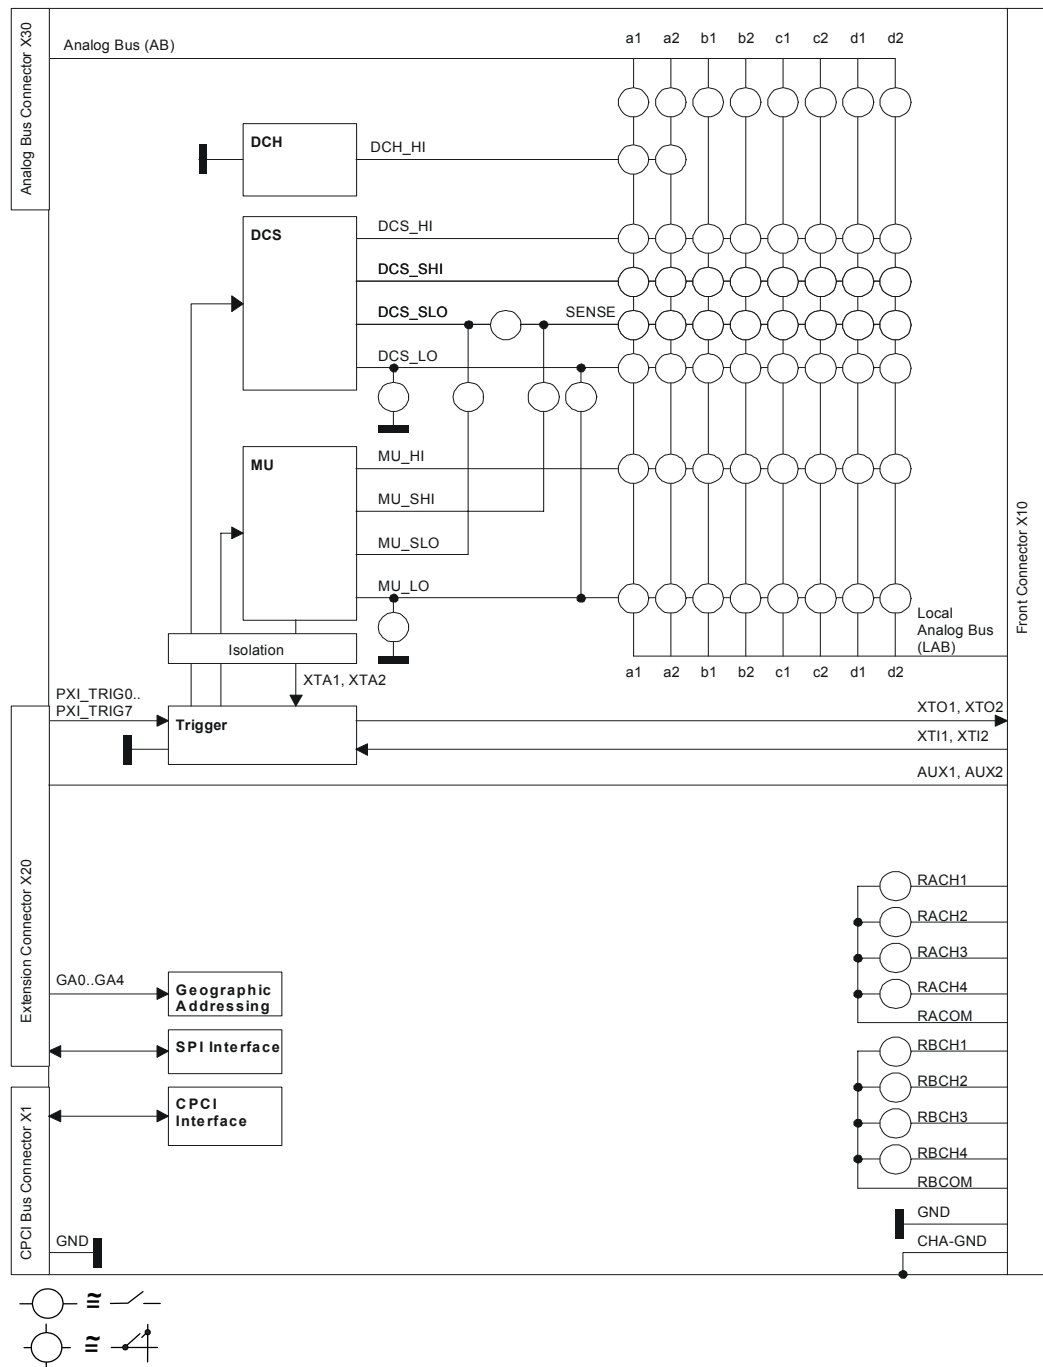 Analog Bus Connector X30
Analog Bus (AB)
a1 a2 b1 b2 c1 c2 d1 d2
DCH
DCH_HI
DCS
DCS_HI
DCS_SHI
DCS_SLO
SENSE
DCS_LO
MU
MU_HI
MU_SHI
MU_SLO
MU_LO
Front Connector X10
Local
Analog Bus
(LAB)
Isolation
a1 a2 b1 b2 c1 c2 d1 d2
XTA1, XTA2
PXI_TRIG0..
PXI_TRIG7
Trigger
XTO1, XTO2
XTI1, XTI2
AUX1, AUX2
Extension Connector X20
RACH1
RACH2
RACH3
RACH4
RACOM
GA0..GA4
Geographic
Addressing
SPI Interface
RBCH1
RBCH2
RBCH3
RBCH4
RBCOM
CPCI Bus Connector X1
CPCI
Interface
GND
GND
CHA-GND
≅
≅